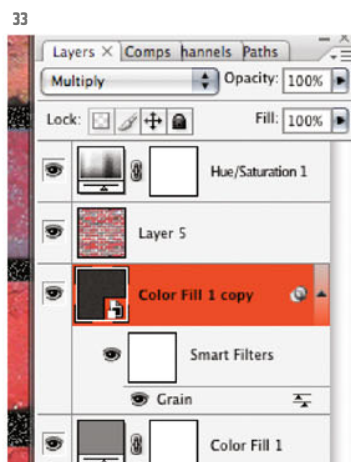 33
Layers × Comps hannels Paths
Multiply Opacity: 100%
Lock: Fill: 100%
Hue/Saturation 1
Layer 5
Color Fill 1 copy
Smart Filters
Grain
Color Fill 1